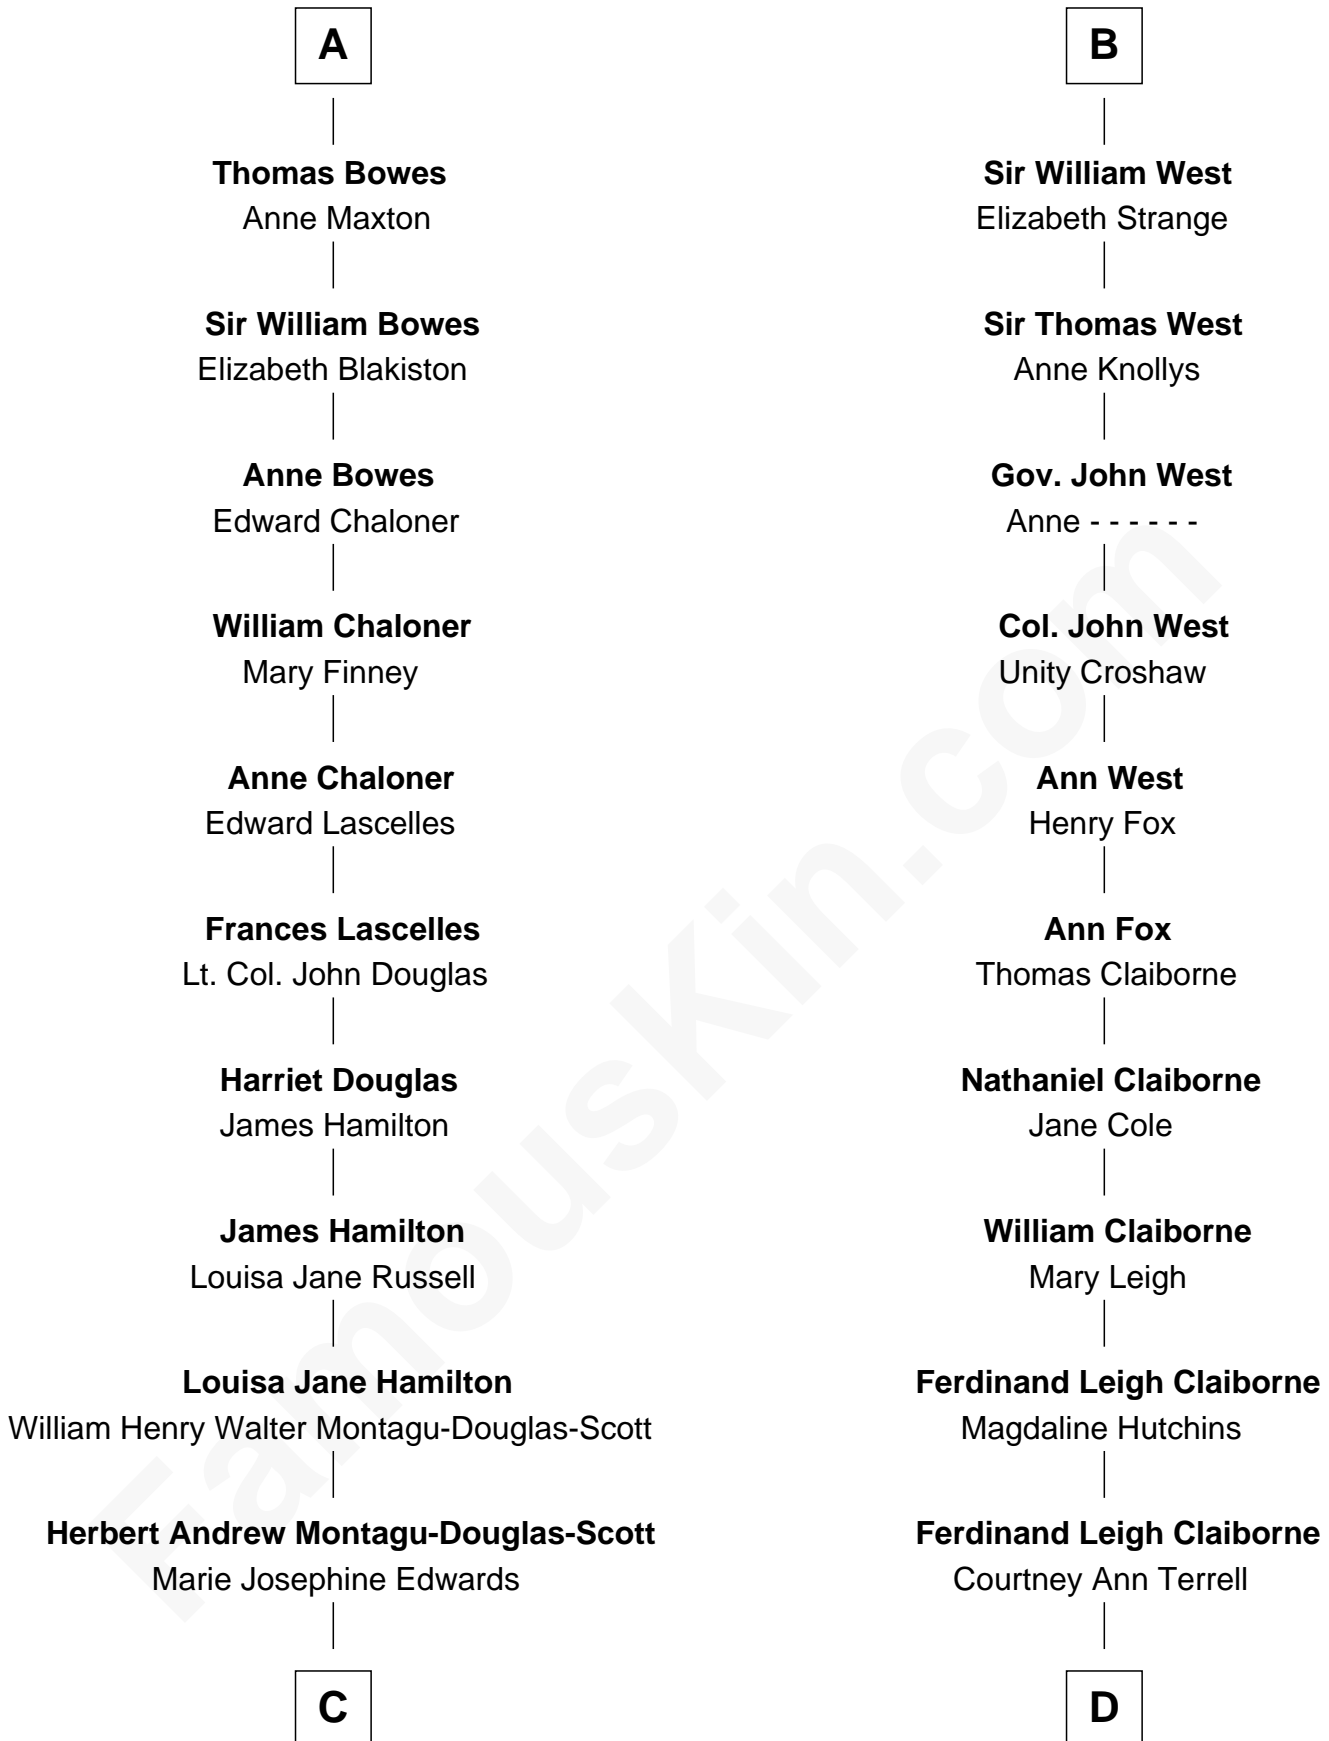 A
Thomas Bowes
Anne Maxton
Sir William Bowes
Elizabeth Blakiston
Anne Bowes
Edward Chaloner
William Chaloner
Mary Finney
Anne Chaloner
Edward Lascelles
Frances Lascelles
Lt. Col. John Douglas
Harriet Douglas
James Hamilton
James Hamilton
Louisa Jane Russell
Louisa Jane Hamilton
William Henry Walter Montagu-Douglas-Scott
Herbert Andrew Montagu-Douglas-Scott
Marie Josephine Edwards
C
B
Sir William West
Elizabeth Strange
Sir Thomas West
Anne Knollys
Gov. John West
Anne - - - - - -
Col. John West
Unity Croshaw
Ann West
Henry Fox
Ann Fox
Thomas Claiborne
Nathaniel Claiborne
Jane Cole
William Claiborne
Mary Leigh
Ferdinand Leigh Claiborne
Magdaline Hutchins
Ferdinand Leigh Claiborne
Courtney Ann Terrell
D
FamousKin.com